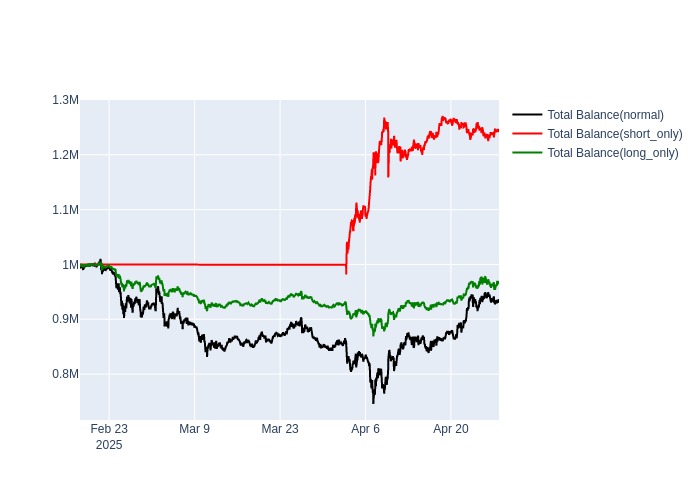 1.3M
1.2M
1.1M
1M
0.9M
0.8M
Feb 23
2025
Mar 9
Mar 23
Apr 6
Apr 20
Total Balance(normal)
Total Balance(short_only)
Total Balance(long_only)